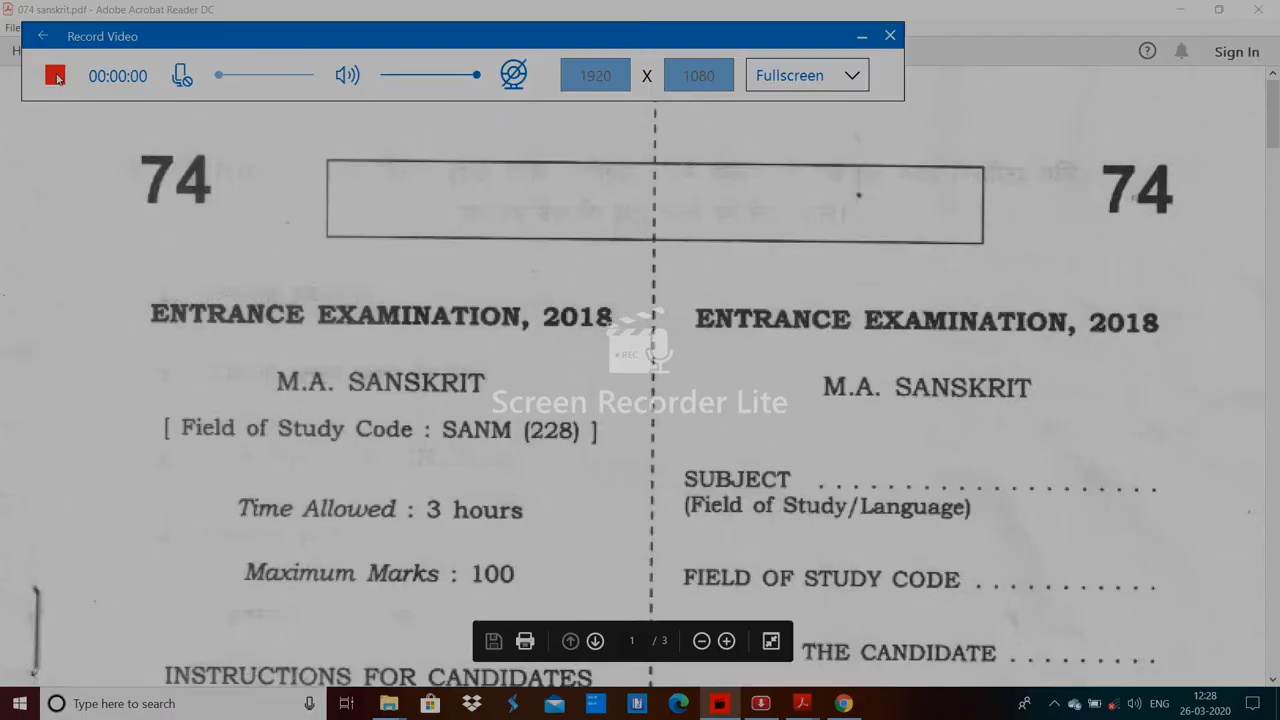 074 sanskrit.pdf - Adobe Acrobat Reader DC
Record Video
00:00:00
1920 X 1080 Fullscreen
Sign In
74 74
ENTRANCE EXAMINATION, 2018
M.A. SANSKRIT
[ Field of Study Code : SANM (228) ]
Time Allowed : 3 hours
Maximum Marks : 100
INSTRUCTIONS FOR CANDIDATES
ENTRANCE EXAMINATION, 2018
M.A. SANSKRIT
SUBJECT . . . . . . . . . . . . . . . . . . . .
(Field of Study/Language)
FIELD OF STUDY CODE . . . . . . . . . . .
THE CANDIDATE . . . . . . . . .
REC
Screen Recorder Lite
1 / 3
Type here to search
ENG
12:28
26-03-2020